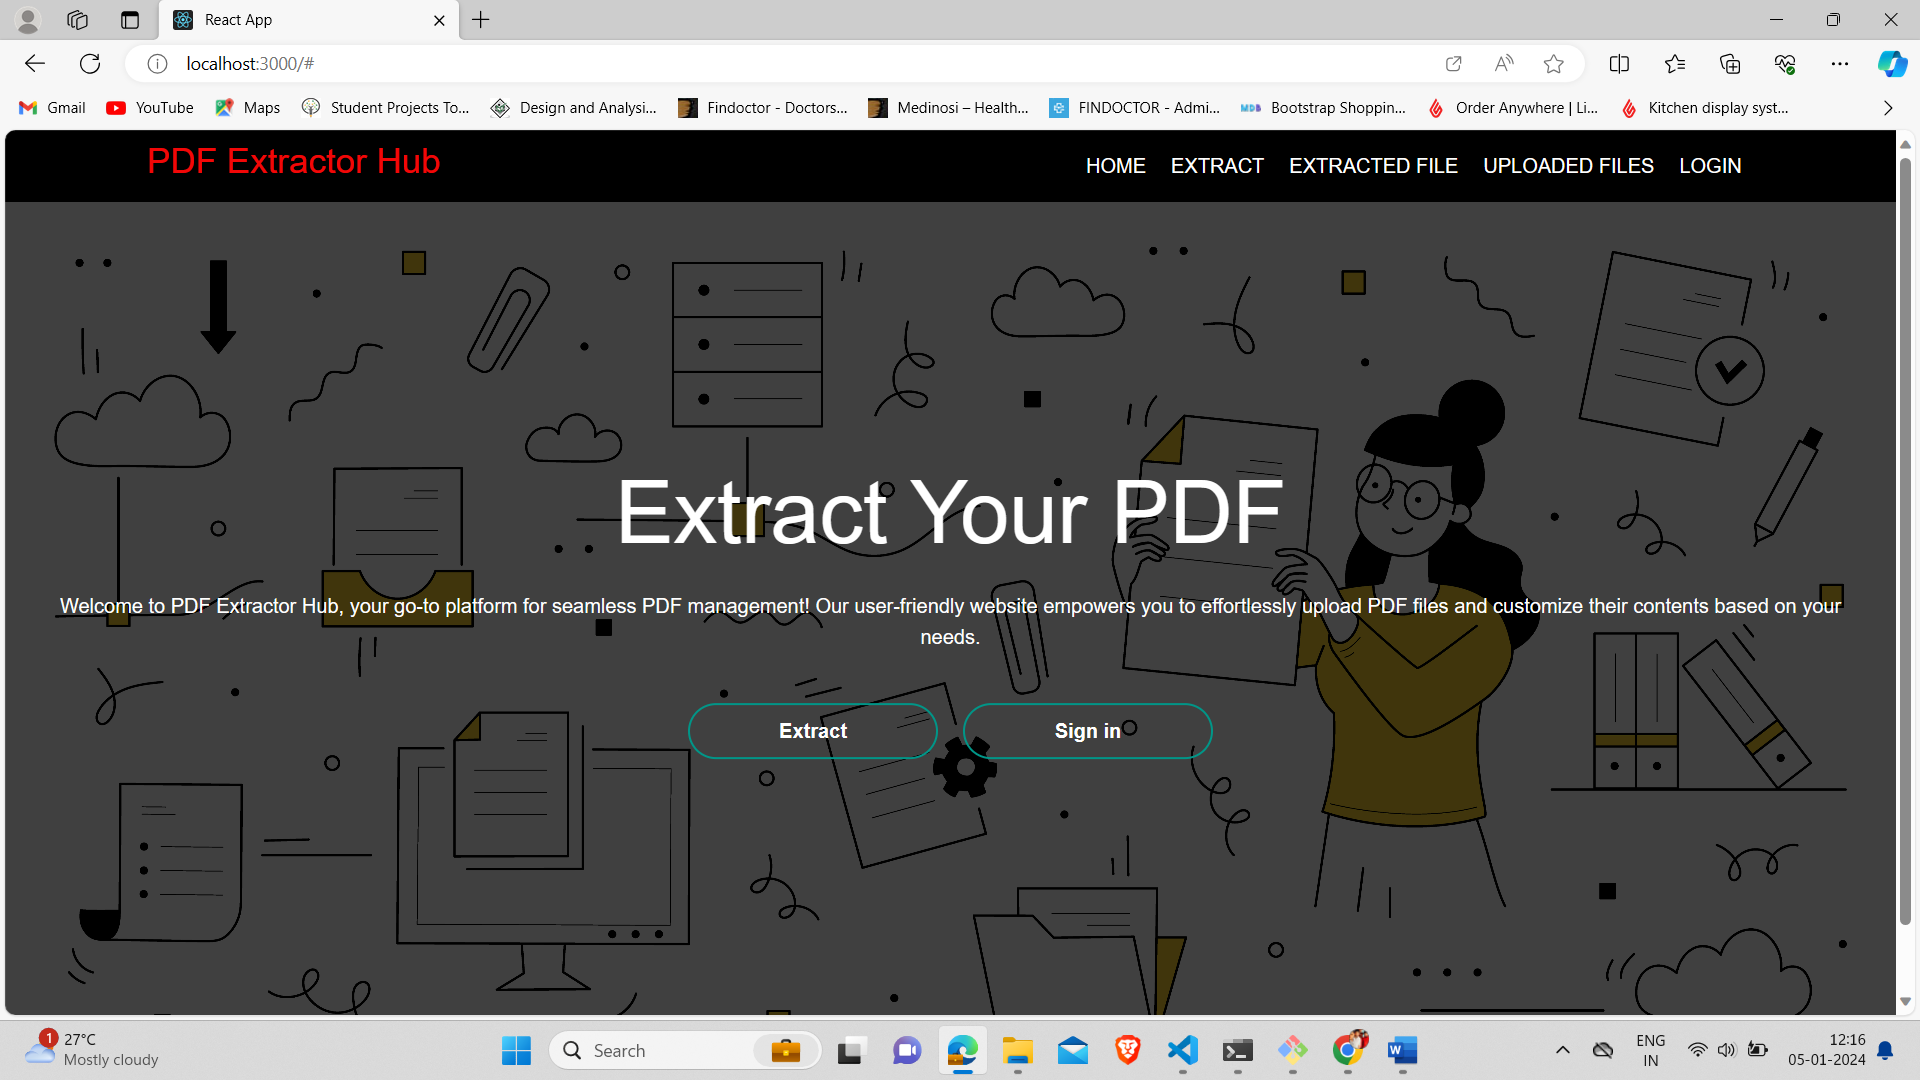 React App
localhost:3000/#
Gmail YouTube Maps Student Projects To... Design and Analysi... Findoctor - Doctors... Medinosi – Health... FINDOCTOR - Admi... MDB Bootstrap Shoppin... Order Anywhere | Li... Kitchen display syst...
PDF Extractor Hub HOME EXTRACT EXTRACTED FILE UPLOADED FILES LOGIN
Extract Your PDF
Welcome to PDF Extractor Hub, your go-to platform for seamless PDF management! Our user-friendly website empowers you to effortlessly upload PDF files and customize their contents based on your
needs.
Extract Sign in
1 27°C
Mostly cloudy
Search
ENG
IN
12:16
05-01-2024